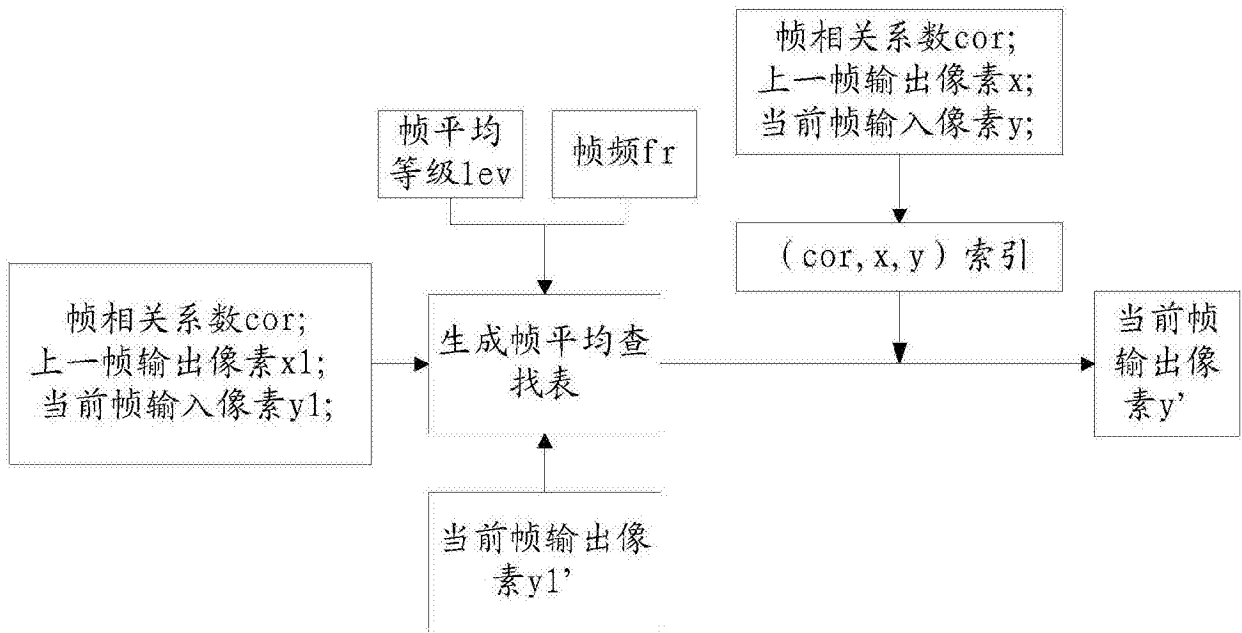 帧相关系数cor;
上一帧输出像素x;
当前帧输入像素y;
帧平均
等级lev
帧频fr
（cor,x,y）索引
帧相关系数cor;
上一帧输出像素x1;
当前帧输入像素y1;
生成帧平均查
找表
当前帧
输出像
素y’
当前帧输出像
素y1’